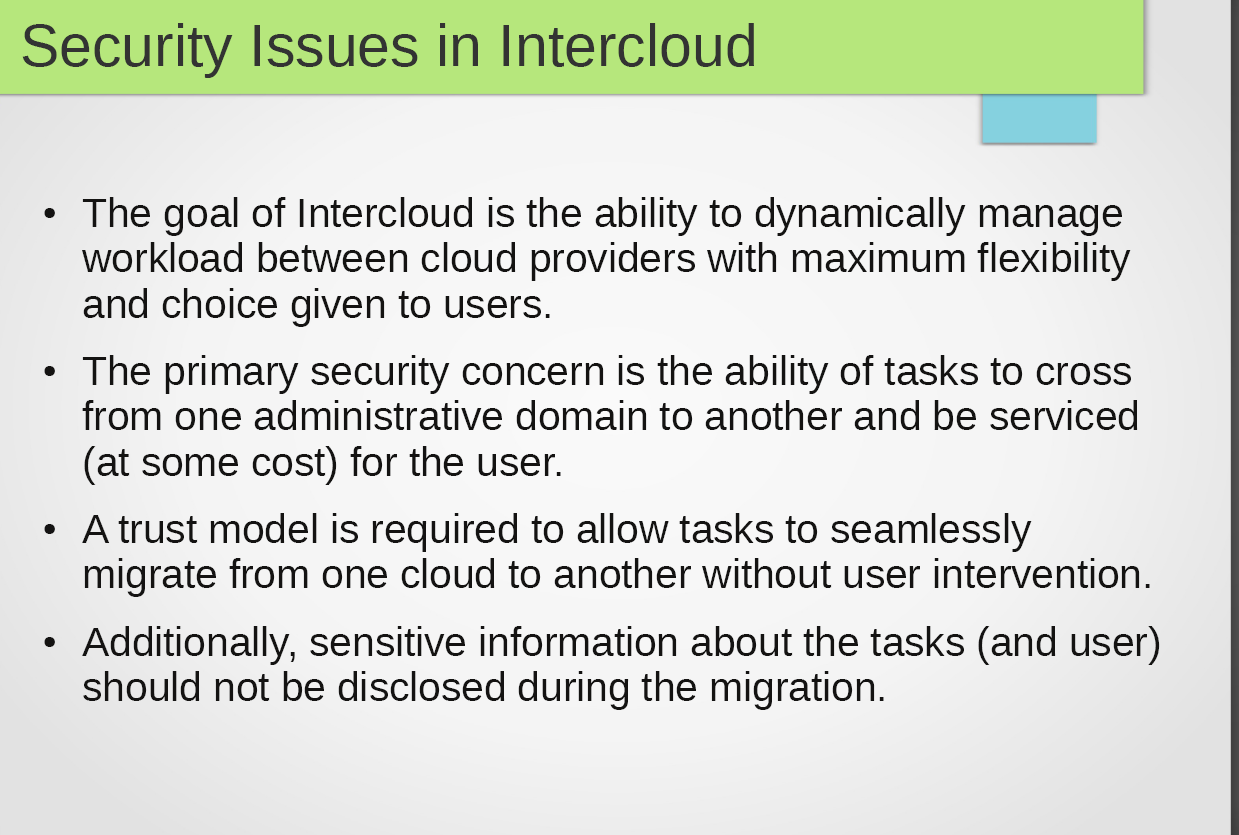 Security Issues in Intercloud
• The goal of Intercloud is the ability to dynamically manage
workload between cloud providers with maximum flexibility
and choice given to users.
• The primary security concern is the ability of tasks to cross
from one administrative domain to another and be serviced
(at some cost) for the user.
• A trust model is required to allow tasks to seamlessly
migrate from one cloud to another without user intervention.
• Additionally, sensitive information about the tasks (and user)
should not be disclosed during the migration.